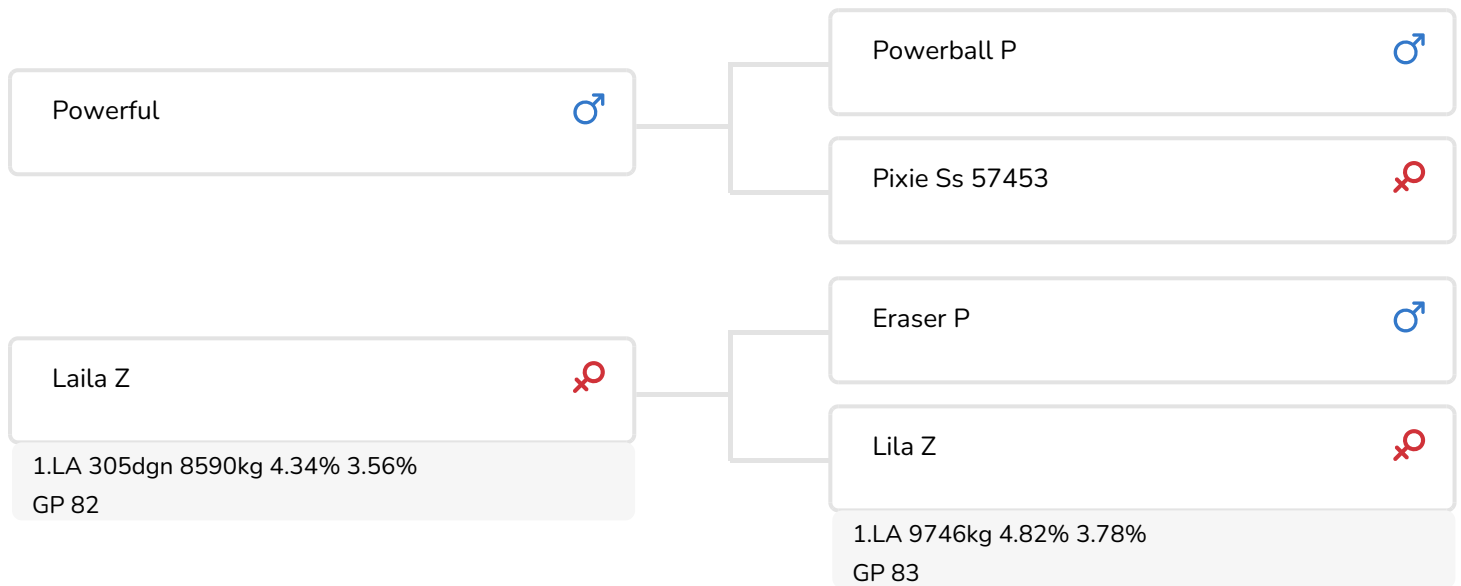 Powerful
Laila Z
1.LA 305dgn 8590kg 4.34% 3.56%
GP 82
Powerball P
Pixie Ss 57453
Eraser P
Lila Z
1.LA 9746kg 4.82% 3.78%
GP 83